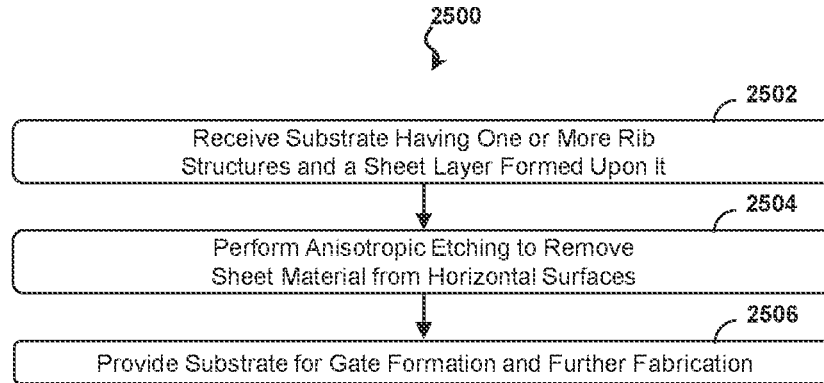 2500
2502
Receive Substrate Having One or More Rib
Structures and a Sheet Layer Formed Upon It
2504
Perform Anisotropic Etching to Remove
Sheet Material from Horizontal Surfaces
2506
Provide Substrate for Gate Formation and Further Fabrication